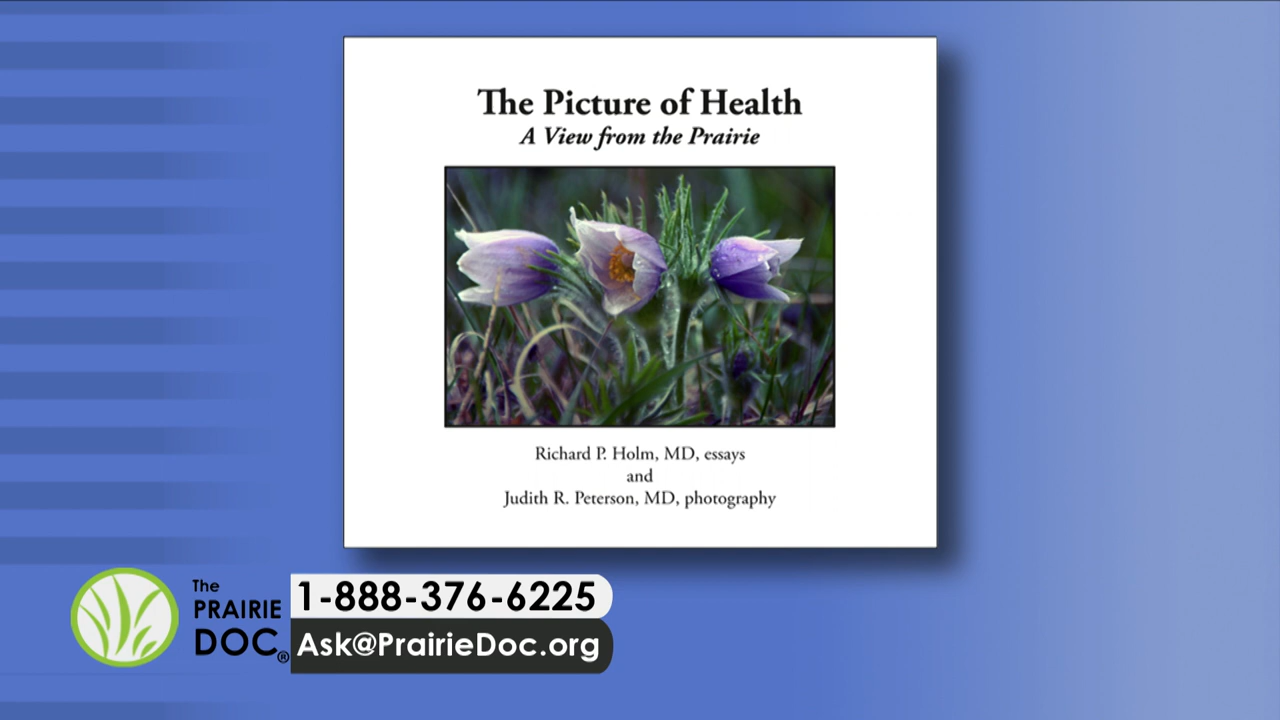 The Picture of Health
A View from the Prairie
Richard P. Holm, MD, essays
and
Judith R. Peterson, MD, photography
The
PRAIRIE
DOC®
1-888-376-6225
Ask@PrairieDoc.org